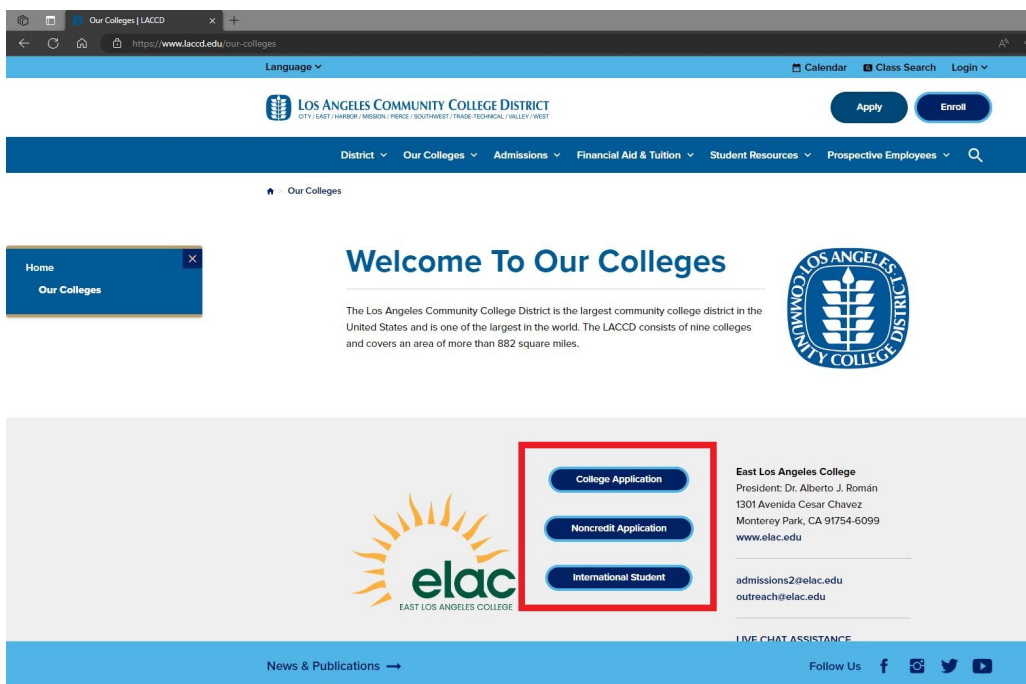 Our Colleges | LACCD
https://www.laccd.edu/our-colleges
Language
Calendar Class Search Login
LOS ANGELES COMMUNITY COLLEGE DISTRICT
CITY / EAST / HARBOR / MISSION / PIERCE / SOUTHWEST / TRADE-TECHNICAL / VALLEY / WEST
Apply Enroll
District Our Colleges Admissions Financial Aid & Tuition Student Resources Prospective Employees
Our Colleges
Home
Our Colleges
Welcome To Our Colleges
The Los Angeles Community College District is the largest community college district in the
United States and is one of the largest in the world. The LACCD consists of nine colleges
and covers an area of more than 882 square miles.
LOS ANGELES COMMUNITY COLLEGE DISTRICT
elac
EAST LOS ANGELES COLLEGE
College Application
Noncredit Application
International Student
East Los Angeles College
President: Dr. Alberto J. Román
1301 Avenida Cesar Chavez
Monterey Park, CA 91754-6099
www.elac.edu
admissions2@elac.edu
outreach@elac.edu
LIVE CHAT ASSISTANCE
News & Publications →
Follow Us